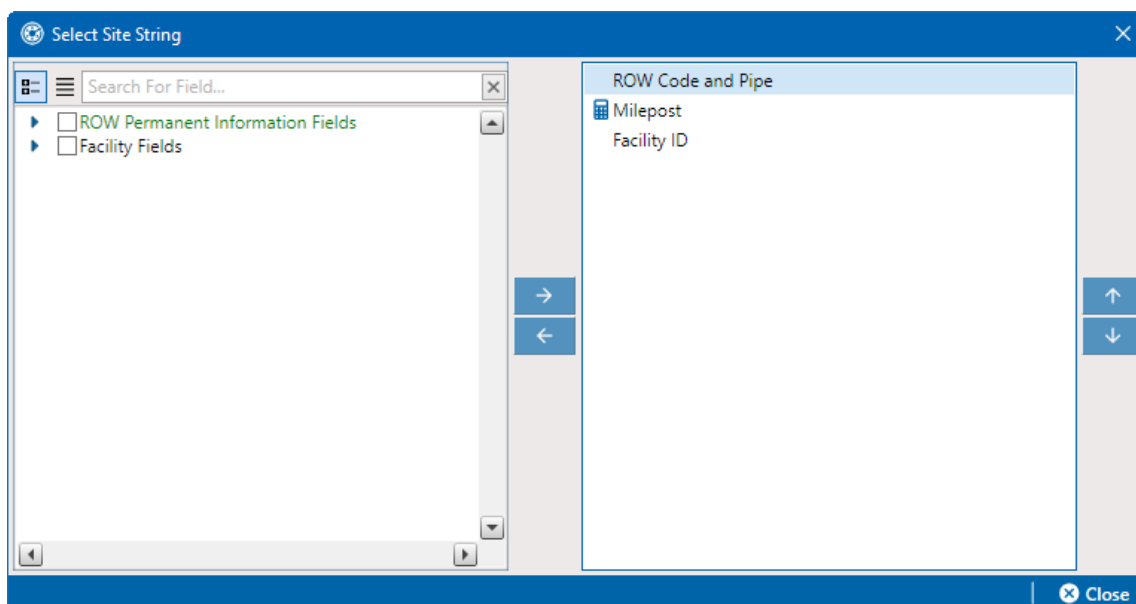 Select Site String
Search For Field...
ROW Permanent Information Fields
Facility Fields
ROW Code and Pipe
Milepost
Facility ID
Close